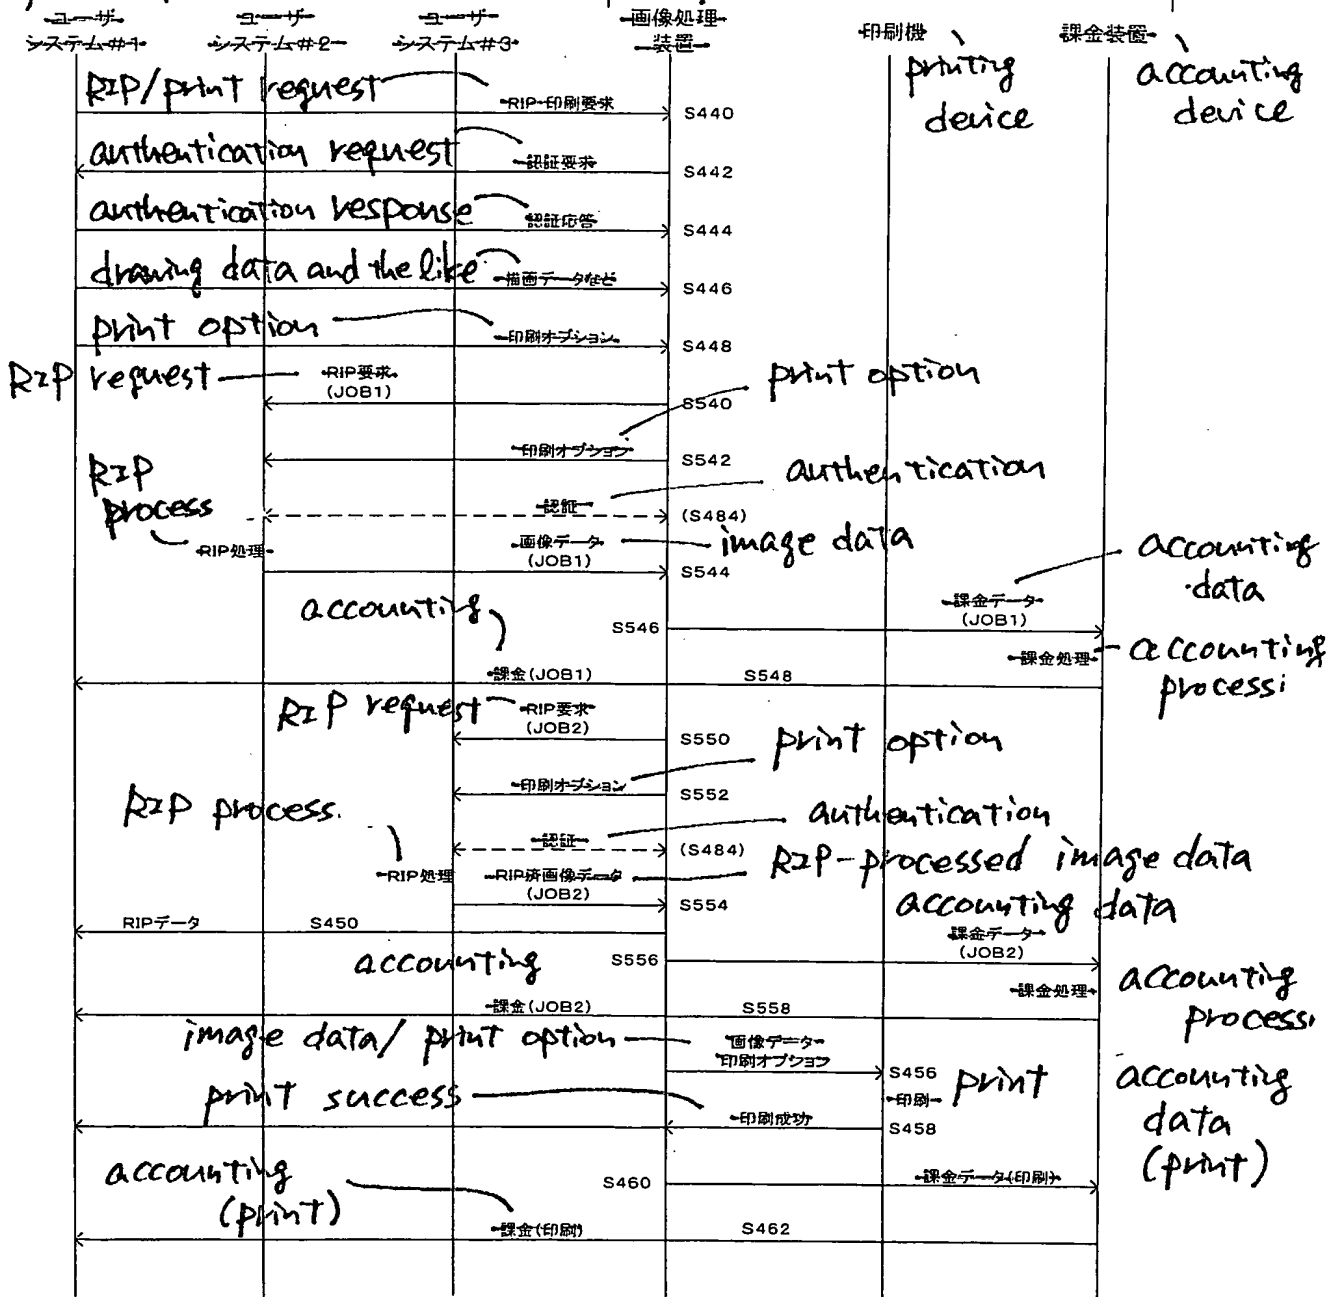 ユーザ
システム#1
ユーザ
システム#2
ユーザ
システム#3
画像処理
装置
印刷機
printing
device
課金装置
accounting
device
RIP/print request
RIP・印刷要求
S440
authentication request
認証要求
S442
authentication response
認証応答
S444
drawing data and the like
描画データなど
S446
print option
印刷オプション
S448
RIP request
RIP要求
(JOB1)
S540
print option
印刷オプション
S542
RIP
process
authentication
認証
(S484)
RIP処理
画像データ
(JOB1)
image data
S544
accounting
data
課金データ
(JOB1)
S546
accounting
課金処理
accounting
processi
課金(JOB1)
S548
RIP request
RIP要求
(JOB2)
S550
print option
印刷オプション
S552
RIP process.
authentication
認証
(S484)
RIP処理
RIP済画像データ
(JOB2)
RIP-processed image data
S554
accounting data
RIPデータ
S450
課金データ
(JOB2)
accounting
S556
課金処理
accounting
process
課金(JOB2)
S558
image data/ print option
画像データ
印刷オプション
S456
print success
印刷
print
印刷成功
S458
accounting
data
(print)
accounting
(print)
S460
課金データ(印刷)
課金(印刷)
S462